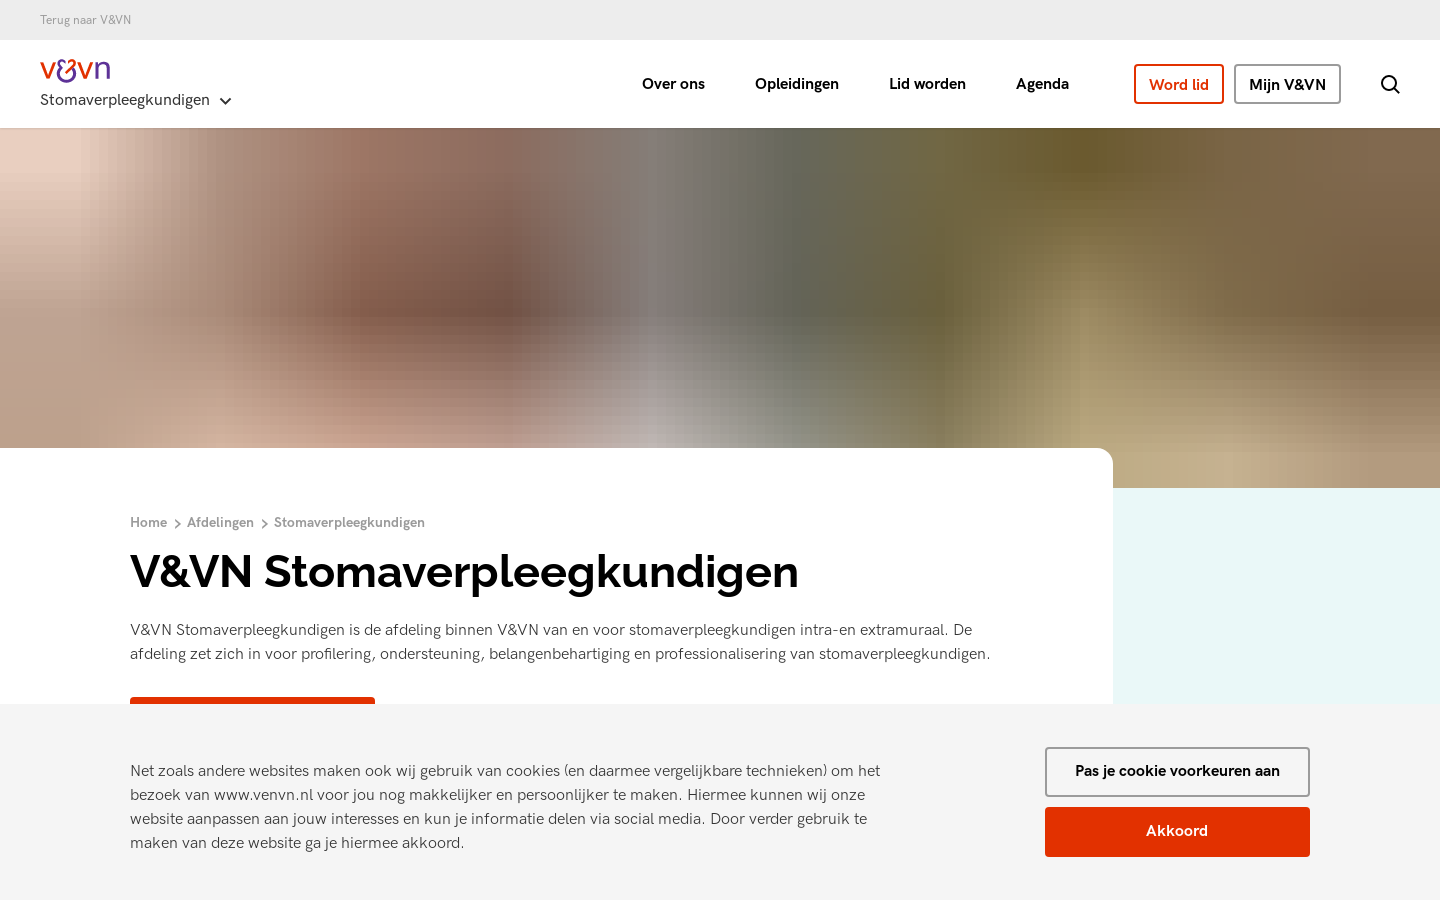 Terug naar V&VN
v&vn
Stomaverpleegkundigen
Over ons
Opleidingen
Lid worden
Agenda
Word lid
Mijn V&VN
Home
Afdelingen
Stomaverpleegkundigen
V&VN Stomaverpleegkundigen
V&VN Stomaverpleegkundigen is de afdeling binnen V&VN van en voor stomaverpleegkundigen intra-en extramuraal. De
afdeling zet zich in voor profilering, ondersteuning, belangenbehartiging en professionalisering van stomaverpleegkundigen.
Net zoals andere websites maken ook wij gebruik van cookies (en daarmee vergelijkbare technieken) om het
bezoek van www.venvn.nl voor jou nog makkelijker en persoonlijker te maken. Hiermee kunnen wij onze
website aanpassen aan jouw interesses en kun je informatie delen via social media. Door verder gebruik te
maken van deze website ga je hiermee akkoord.
Pas je cookie voorkeuren aan
Akkoord